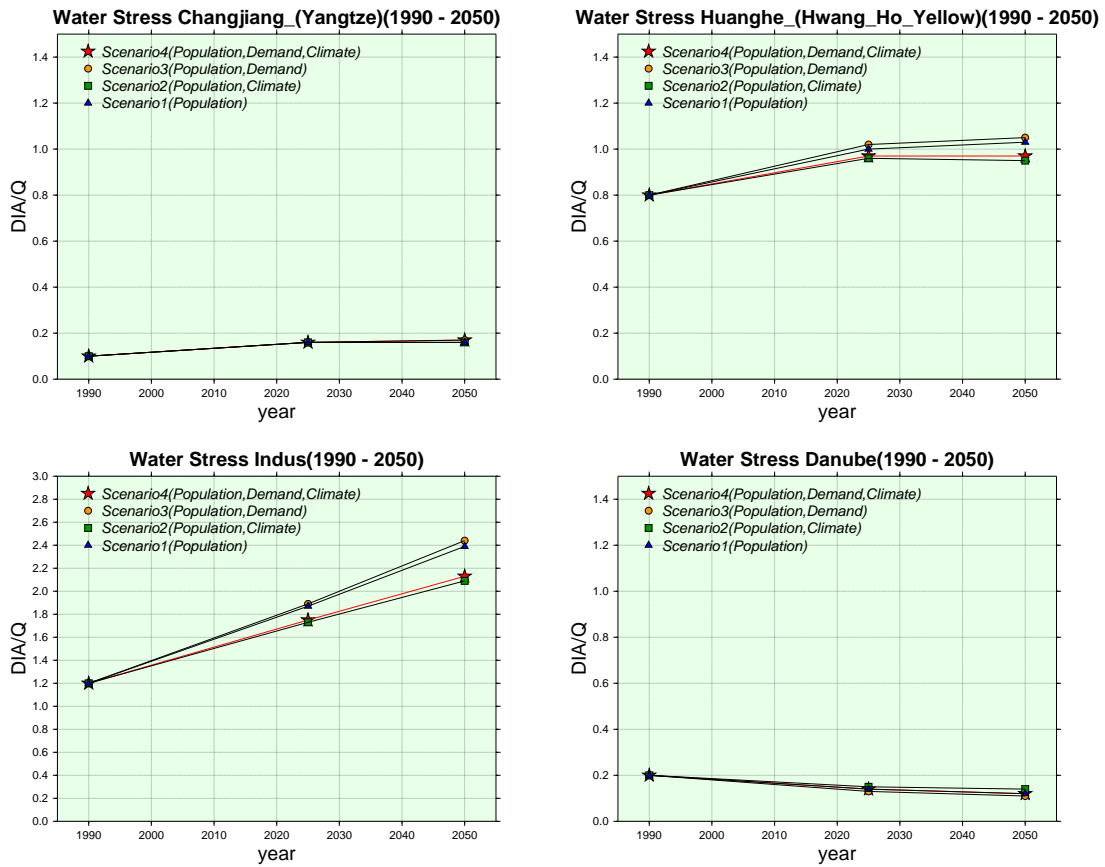 Water Stress Changjiang_(Yangtze)(1990 - 2050)
1.4
1.2
1.0
0.8
0.6
0.4
0.2
0.0
DIA/Q
Scenario4(Population,Demand,Climate)
Scenario3(Population,Demand)
Scenario2(Population,Climate)
Scenario1(Population)
1990 2000 2010 2020 2030 2040 2050
year
Water Stress Huanghe_(Hwang_Ho_Yellow)(1990 - 2050)
1.4
1.2
1.0
0.8
0.6
0.4
0.2
0.0
DIA/Q
Scenario4(Population,Demand,Climate)
Scenario3(Population,Demand)
Scenario2(Population,Climate)
Scenario1(Population)
1990 2000 2010 2020 2030 2040 2050
year
Water Stress Indus(1990 - 2050)
3.0
2.8
2.6
2.4
2.2
2.0
1.8
1.6
1.4
1.2
1.0
0.8
0.6
0.4
0.2
0.0
DIA/Q
Scenario4(Population,Demand,Climate)
Scenario3(Population,Demand)
Scenario2(Population,Climate)
Scenario1(Population)
1990 2000 2010 2020 2030 2040 2050
year
Water Stress Danube(1990 - 2050)
1.4
1.2
1.0
0.8
0.6
0.4
0.2
0.0
DIA/Q
Scenario4(Population,Demand,Climate)
Scenario3(Population,Demand)
Scenario2(Population,Climate)
Scenario1(Population)
1990 2000 2010 2020 2030 2040 2050
year